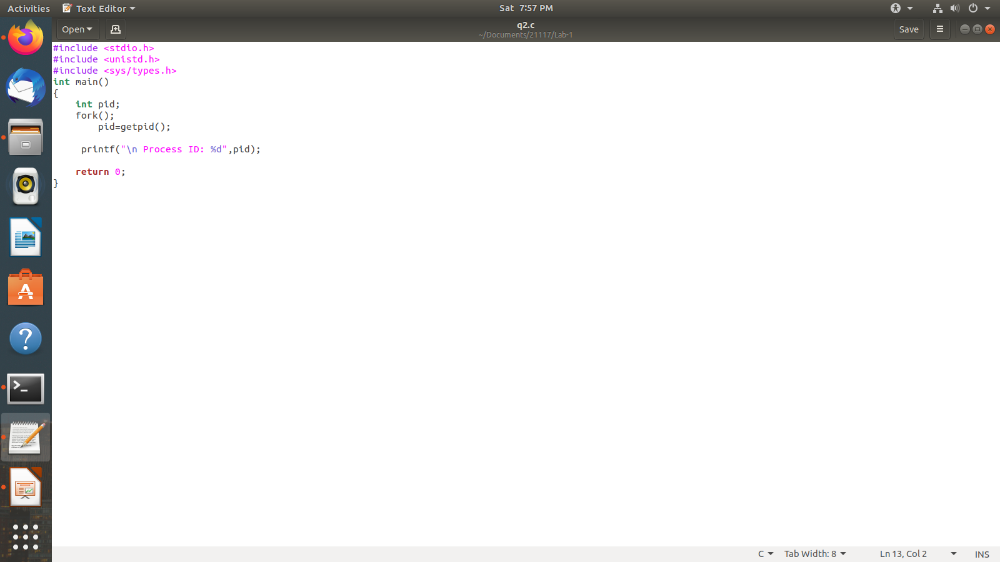 Activities Text Editor Sat 7:57 PM
Open q2.c Save
~/Documents/21117/Lab-1
#include <stdio.h>
#include <unistd.h>
#include <sys/types.h>
int main()
{
    int pid;
    fork();
        pid=getpid();
     printf("\n Process ID: %d",pid);
    return 0;
}
C Tab Width: 8 Ln 13, Col 2 INS